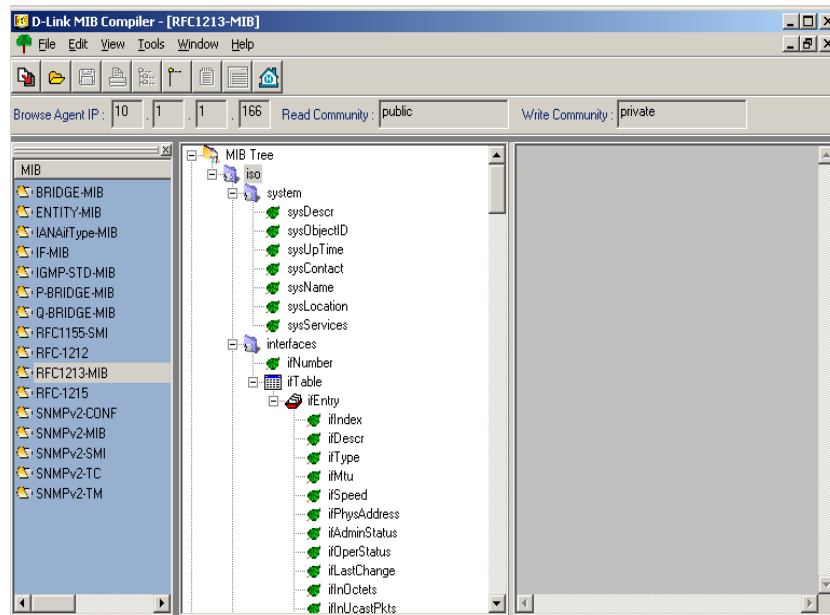 D-Link MIB Compiler - [RFC1213-MIB]
File Edit View Tools Window Help
Browse Agent IP : 10 . 1 . 1 . 166 Read Community : public Write Community : private
MIB
BRIDGE-MIB
ENTITY-MIB
IANAifType-MIB
IF-MIB
IGMP-STD-MIB
P-BRIDGE-MIB
Q-BRIDGE-MIB
RFC1155-SMI
RFC-1212
RFC1213-MIB
RFC-1215
SNMPv2-CONF
SNMPv2-MIB
SNMPv2-SMI
SNMPv2-TC
SNMPv2-TM
MIB Tree
iso
system
sysDescr
sysObjectID
sysUpTime
sysContact
sysName
sysLocation
sysServices
interfaces
ifNumber
ifTable
ifEntry
ifIndex
ifDescr
ifType
ifMtu
ifSpeed
ifPhysAddress
ifAdminStatus
ifOperStatus
ifLastChange
ifInOctets
ifInUcastPkts